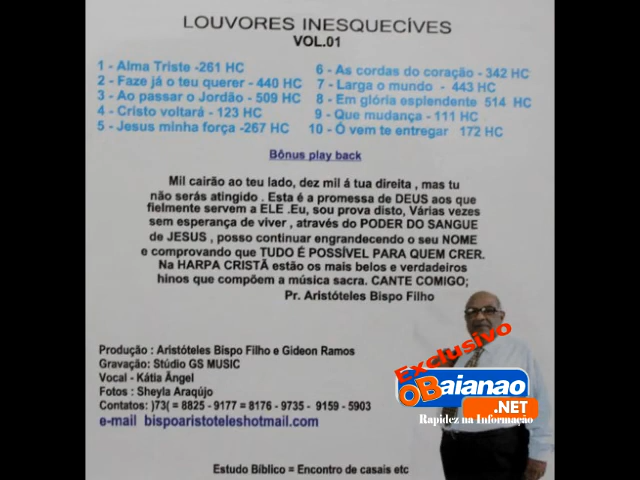 LOUVORES INESQUECÍVES
VOL.01
1 - Alma Triste -261 HC
2 - Faze já o teu querer - 440 HC
3 - Ao passar o Jordão - 509 HC
4 - Cristo voltará - 123 HC
5 - Jesus minha força -267 HC
6 - As cordas do coração - 342 HC
7 - Larga o mundo - 443 HC
8 - Em glória esplendente 514 HC
9 - Que mudança - 111 HC
10 - Ó vem te entregar 172 HC
Bônus play back
Mil cairão ao teu lado, dez mil á tua direita , mas tu
não serás atingido . Esta é a promessa de DEUS aos que
fielmente servem a ELE .Eu, sou prova disto, Várias vezes
sem esperança de viver , através do PODER DO SANGUE
de JESUS , posso continuar engrandecendo o seu NOME
e comprovando que TUDO É POSSÍVEL PARA QUEM CRER.
Na HARPA CRISTÃ estão os mais belos e verdadeiros
hinos que compõem a música sacra. CANTE COMIGO;
Pr. Aristóteles Bispo Filho
Produção : Aristóteles Bispo Filho e Gideon Ramos
Gravação: Stúdio GS MUSIC
Vocal - Kátia Ângel
Fotos : Sheyla Araqújo
Contatos: )73( = 8825 - 9177 = 8176 - 9735 - 9159 - 5903
e-mail bispoaristoteleshotmail.com
Estudo Bíblico = Encontro de casais etc
Exclusivo
OBaianao
.NET
Rapidez na Informação